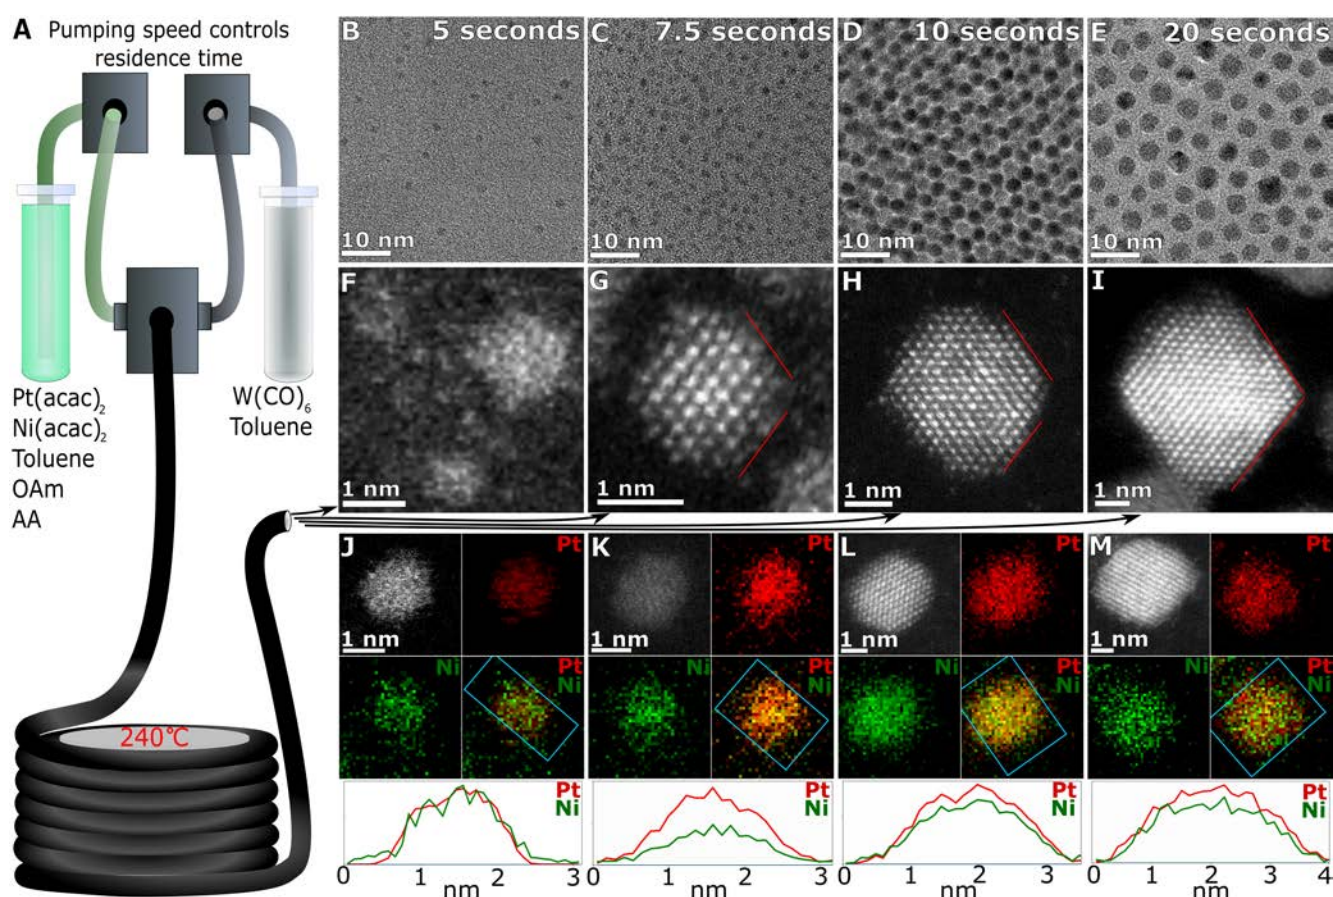 A Pumping speed controls
residence time
Pt(acac)2
Ni(acac)2
Toluene
OAm
AA
W(CO)6
Toluene
240°C
B 5 seconds
10 nm
C 7.5 seconds
10 nm
D 10 seconds
10 nm
E 20 seconds
10 nm
F
1 nm
G
1 nm
H
1 nm
I
1 nm
J Pt
1 nm
Ni Pt
Ni
Pt
Ni
0 1 2 3
nm
K Pt
1 nm
Ni Pt
Ni
Pt
Ni
0 1 2 3
nm
L Pt
1 nm
Ni Pt
Ni
Pt
Ni
0 1 2 3
nm
M Pt
1 nm
Ni Pt
Ni
Pt
Ni
0 1 2 3 4
nm